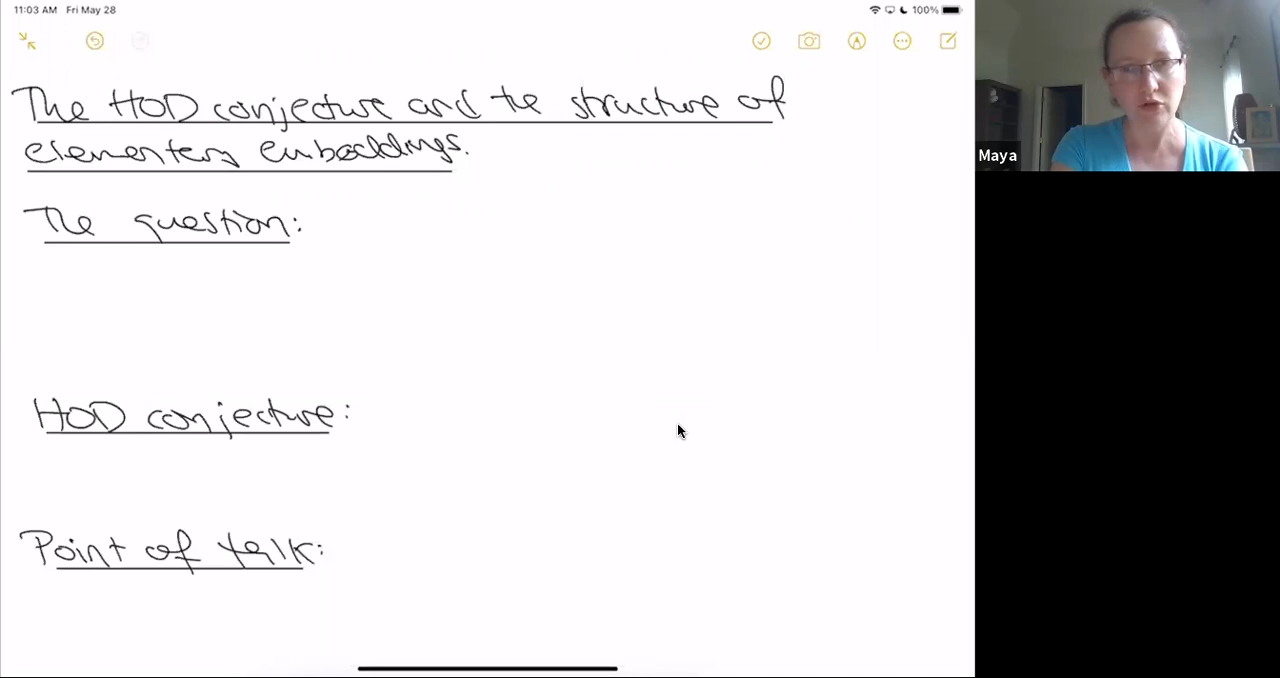 11:03 AM Fri May 28 100%
The HOD conjecture and the structure of
elementary embeddings.
Maya
The question:
HOD conjecture:
Point of talk: